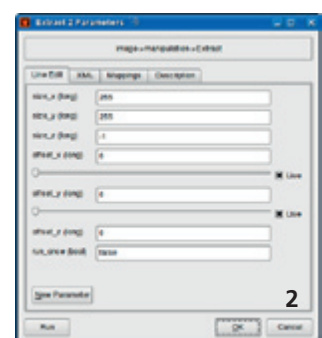 Extract 2 Parameters
image->manipulation->Extract
Line Edit XML Mappings Description
size_x (long) 255
size_y (long) 255
size_z (long) -1
offset_x (long) 0
Live
offset_y (long) 0
Live
offset_z (long) 0
run_once (bool) false
New Parameter
2
Run OK Cancel